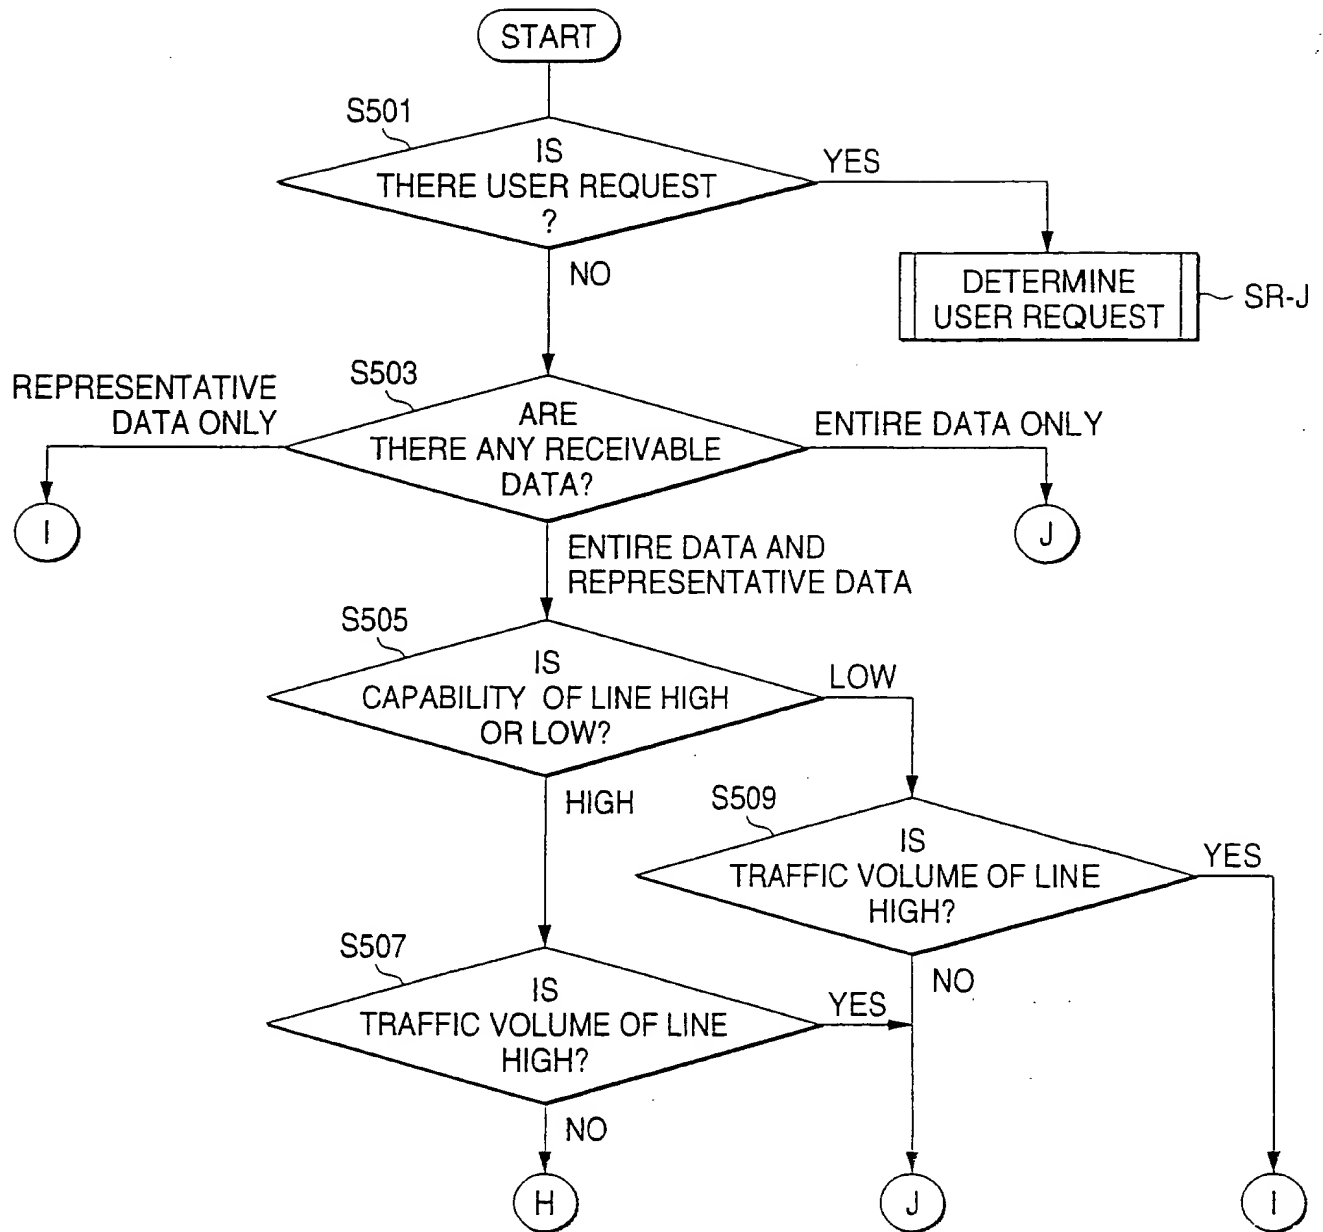 START
S501
IS
THERE USER REQUEST
?
YES
NO
DETERMINE
USER REQUEST
SR-J
S503
REPRESENTATIVE
DATA ONLY
ARE
THERE ANY RECEIVABLE
DATA?
ENTIRE DATA ONLY
I
J
ENTIRE DATA AND
REPRESENTATIVE DATA
S505
IS
CAPABILITY OF LINE HIGH
OR LOW?
LOW
HIGH
S509
IS
TRAFFIC VOLUME OF LINE
HIGH?
YES
NO
S507
IS
TRAFFIC VOLUME OF LINE
HIGH?
YES
NO
H
J
I